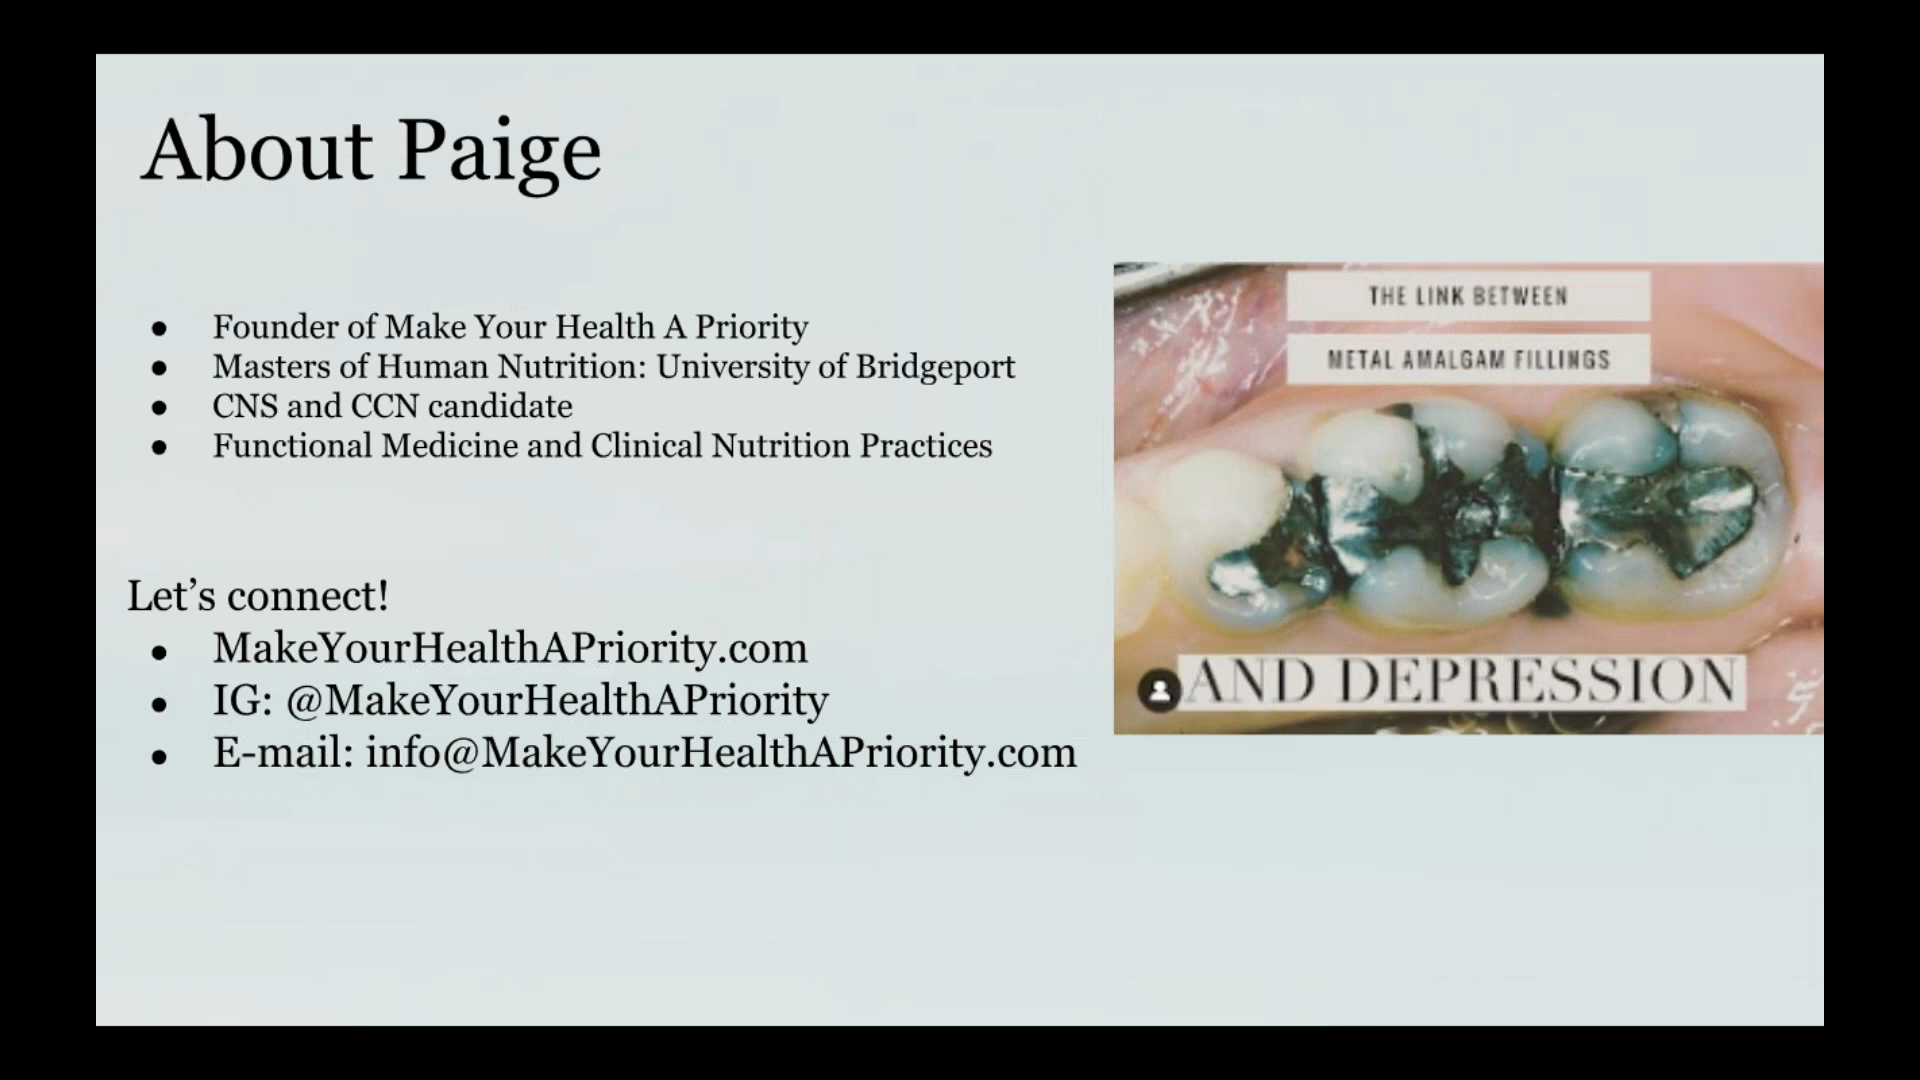 About Paige
Founder of Make Your Health A Priority
Masters of Human Nutrition: University of Bridgeport
CNS and CCN candidate
Functional Medicine and Clinical Nutrition Practices
Let’s connect!
MakeYourHealthAPriority.com
IG: @MakeYourHealthAPriority
E-mail: info@MakeYourHealthAPriority.com
THE LINK BETWEEN
METAL AMALGAM FILLINGS
AND DEPRESSION